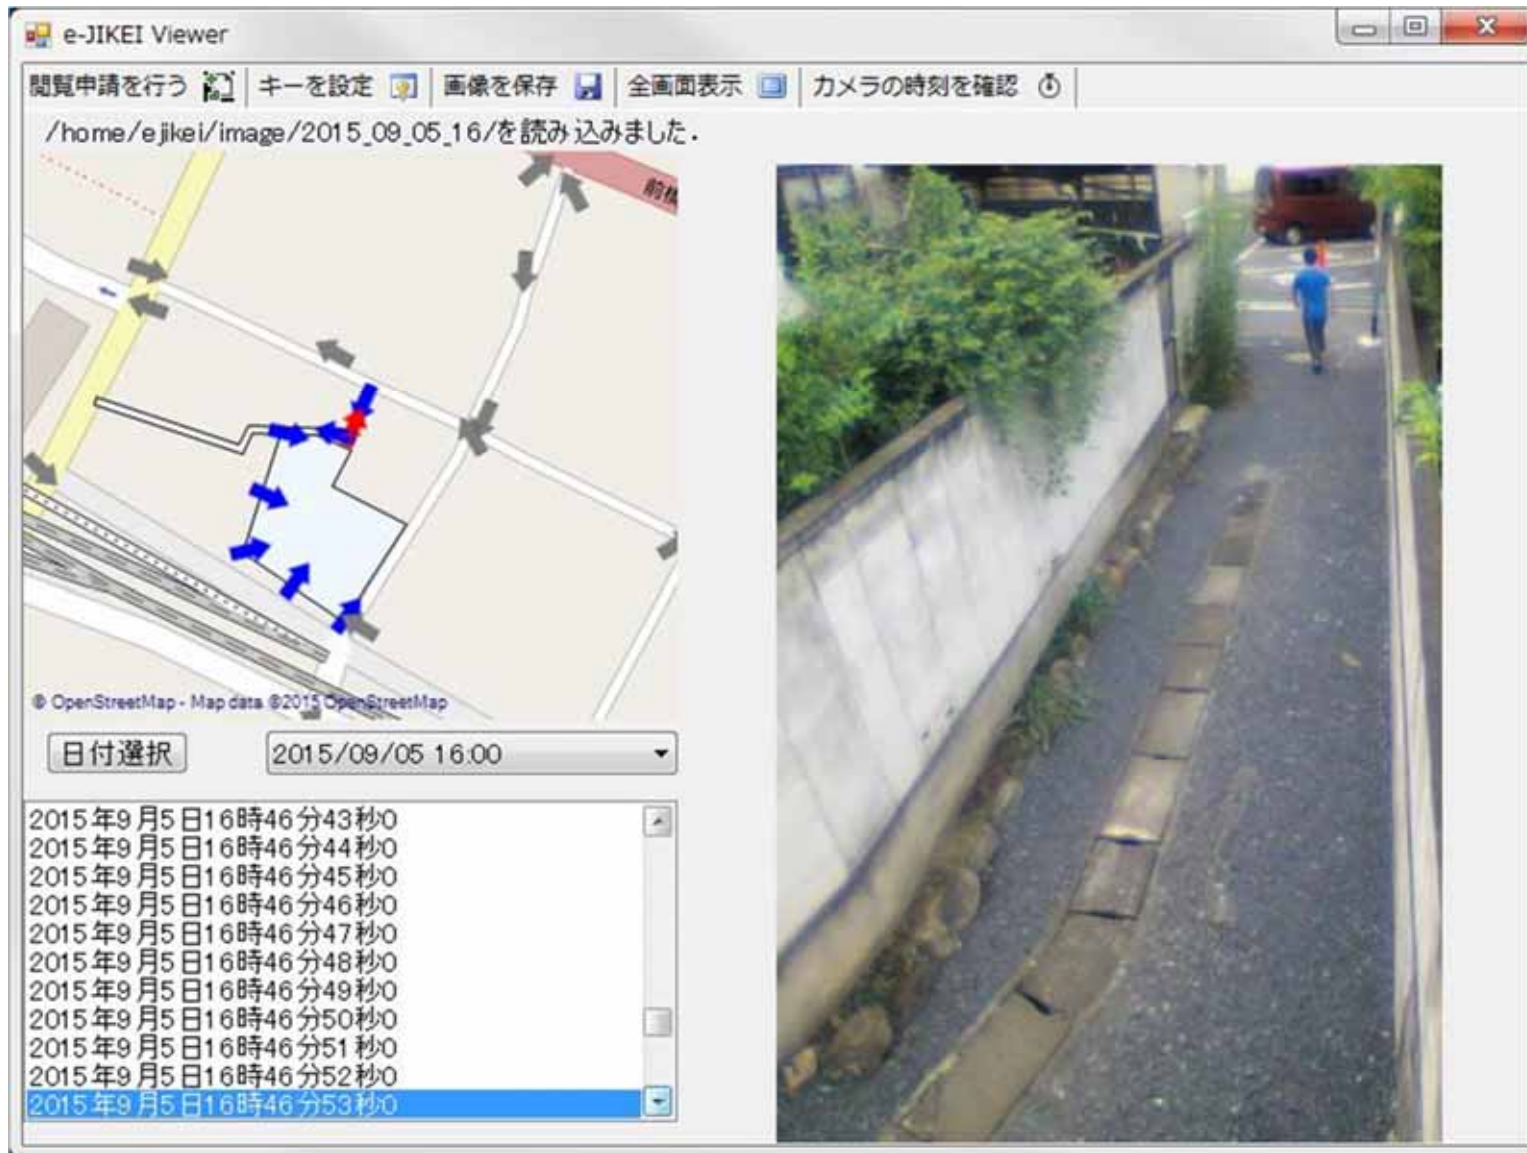 e-JIKEI Viewer
閲覧申請を行う キーを設定 画像を保存 全画面表示 カメラの時刻を確認
/home/ejikei/image/2015_09_05_16/を読み込みました.
前橋
© OpenStreetMap - Map data ©2015 OpenStreetMap
日付選択 2015/09/05 16:00
2015年9月5日16時46分43秒0
2015年9月5日16時46分44秒0
2015年9月5日16時46分45秒0
2015年9月5日16時46分46秒0
2015年9月5日16時46分47秒0
2015年9月5日16時46分48秒0
2015年9月5日16時46分49秒0
2015年9月5日16時46分50秒0
2015年9月5日16時46分51秒0
2015年9月5日16時46分52秒0
2015年9月5日16時46分53秒0